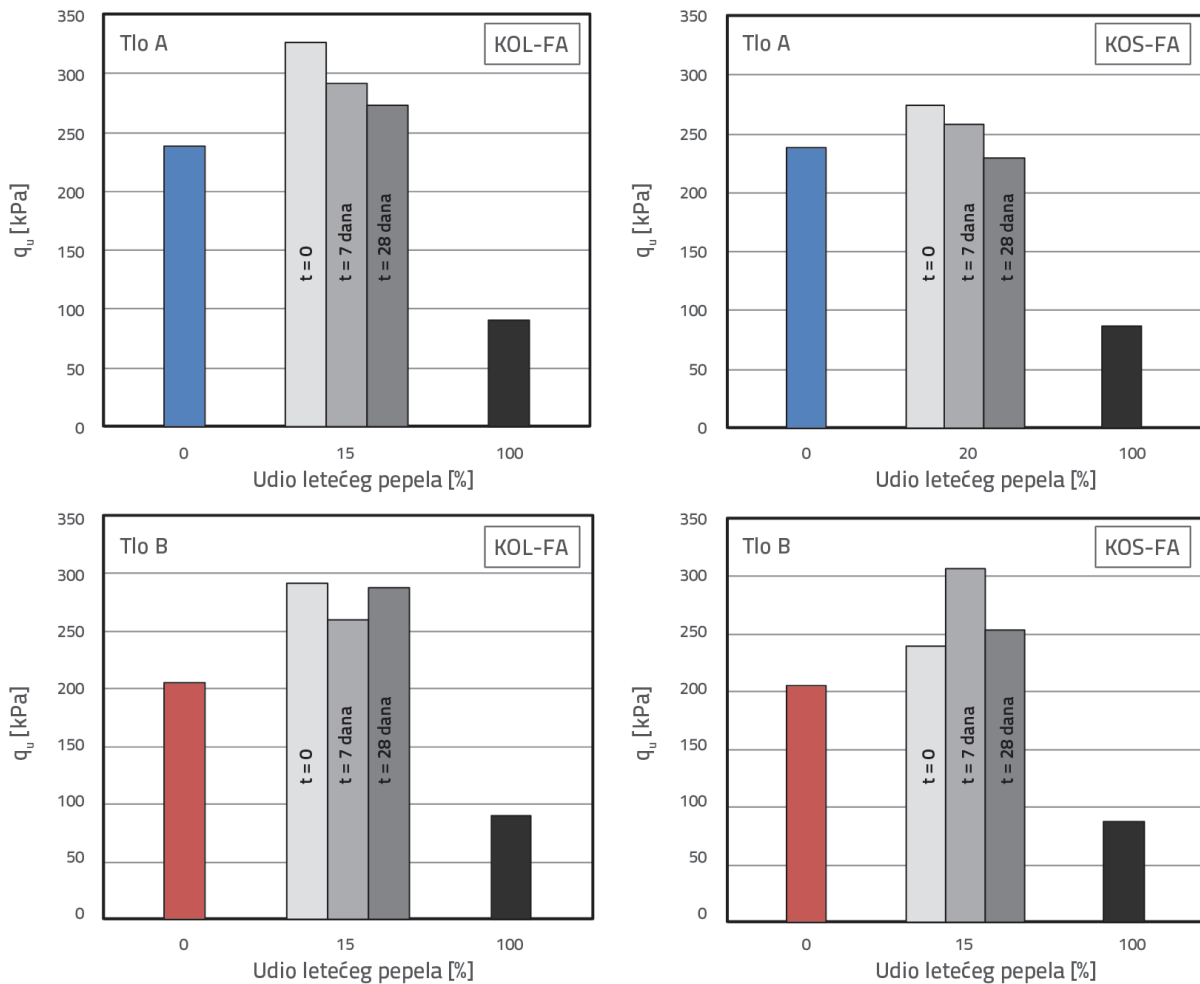 Tlo A
KOL-FA
350
300
250
200
150
100
50
0
q_u [kPa]
t = 0
t = 7 dana
t = 28 dana
0
15
100
Udio letećeg pepela [%]
Tlo A
KOS-FA
350
300
250
200
150
100
50
0
q_u [kPa]
t = 0
t = 7 dana
t = 28 dana
0
20
100
Udio letećeg pepela [%]
Tlo B
KOL-FA
350
300
250
200
150
100
50
0
q_u [kPa]
t = 0
t = 7 dana
t = 28 dana
0
15
100
Udio letećeg pepela [%]
Tlo B
KOS-FA
350
300
250
200
150
100
50
0
q_u [kPa]
t = 0
t = 7 dana
t = 28 dana
0
15
100
Udio letećeg pepela [%]